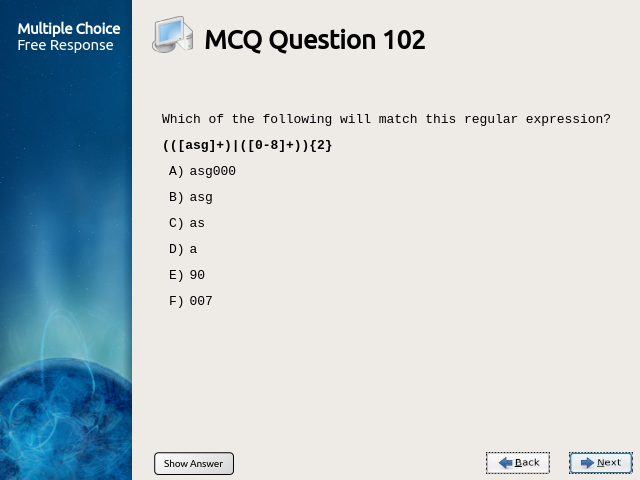 Multiple Choice
Free Response
MCQ Question 102
Which of the following will match this regular expression?
(([asg]+)|([0-8]+)){2}
A) asg000
B) asg
C) as
D) a
E) 90
F) 007
Show Answer
Back
Next